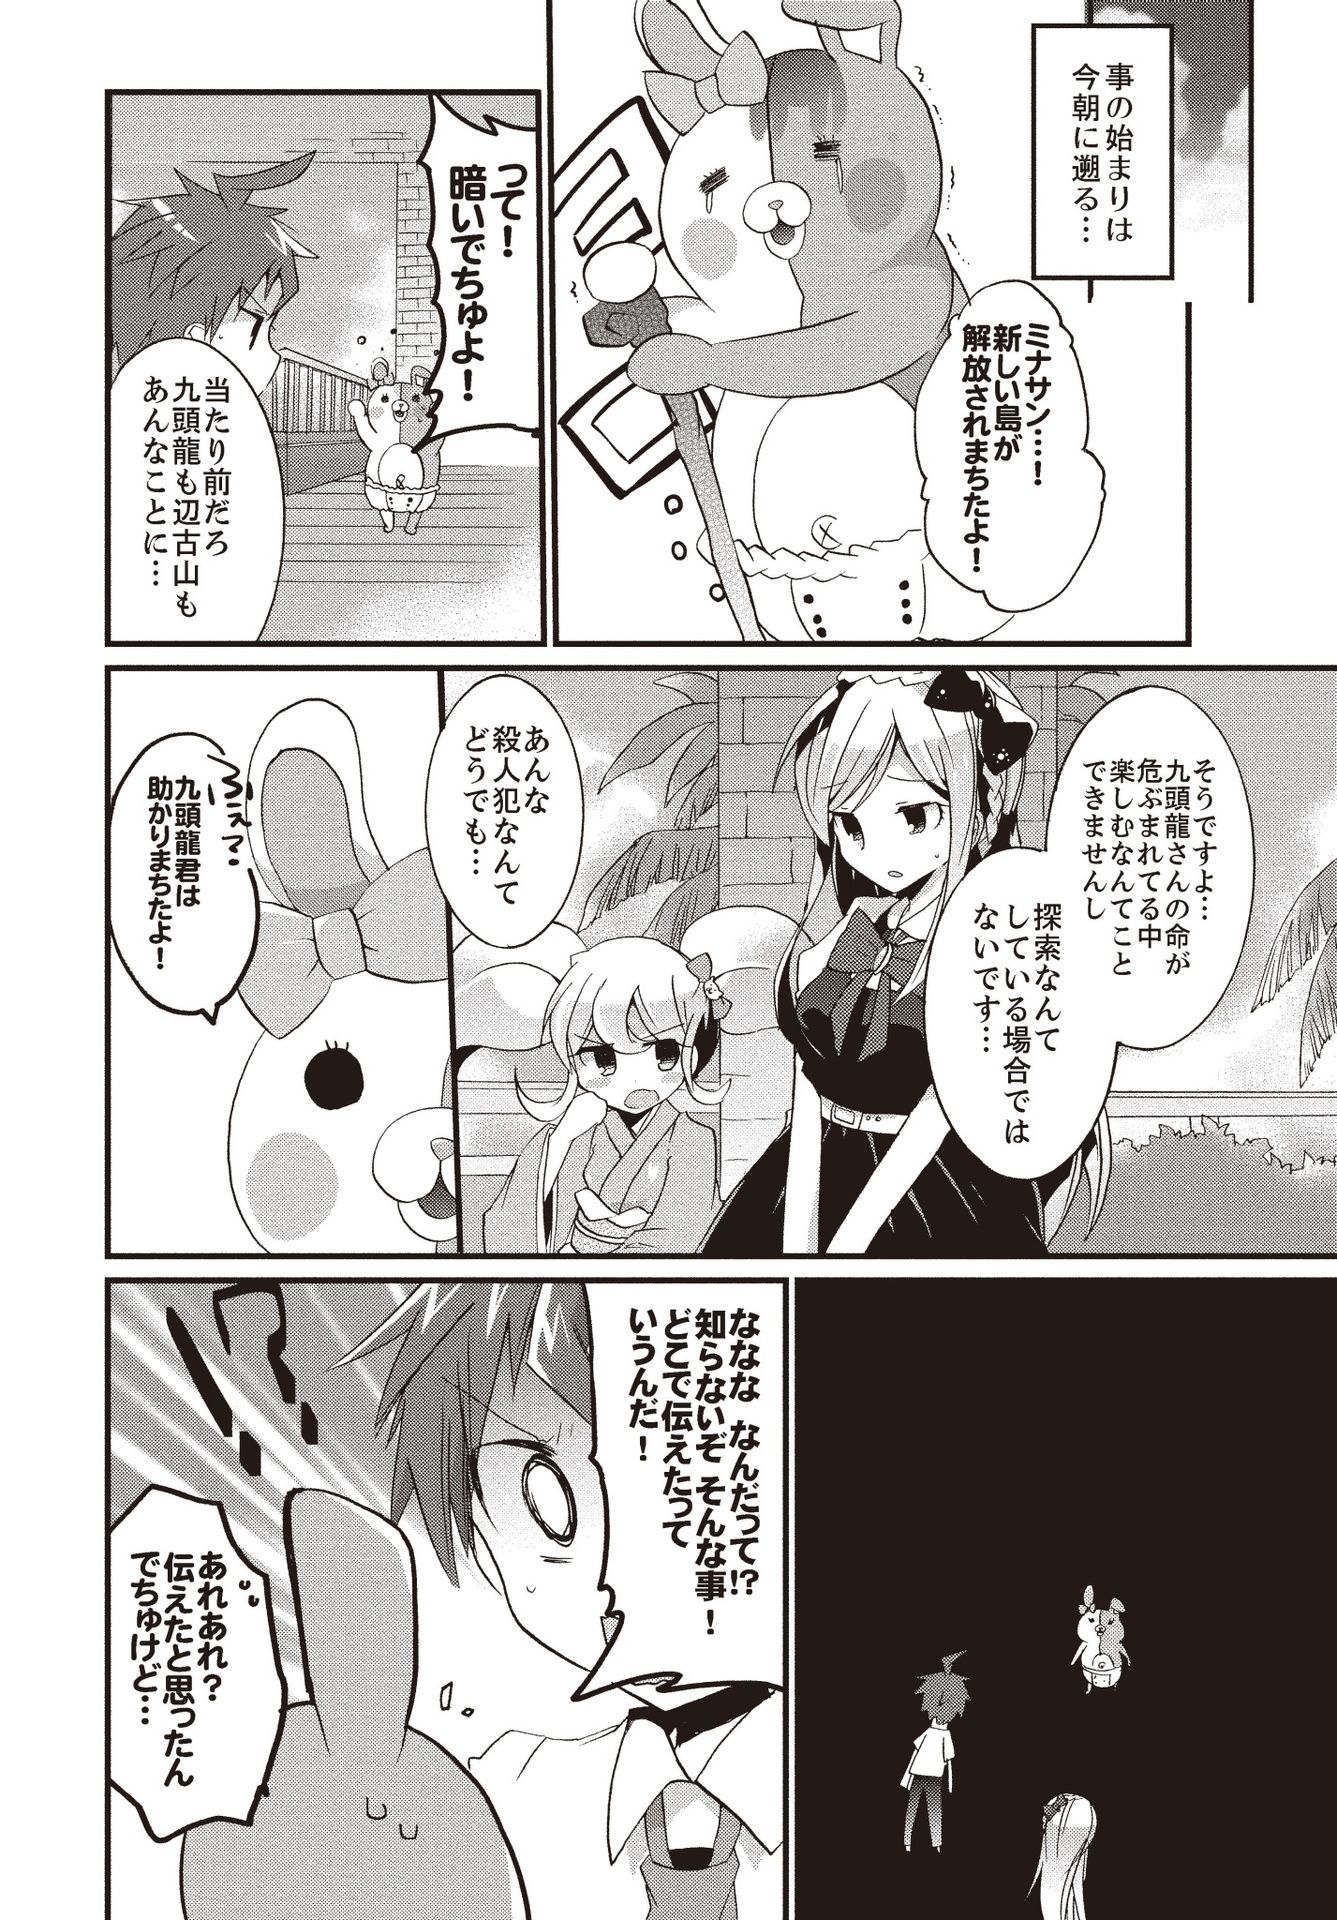 事の始まりは
今朝に遡る…
ミナサン…！
新しい島が
解放されまちたよ！
って！
暗いでちゅよ！
当たり前だろ
九頭龍も辺古山も
あんなことに…
そうですよ…
九頭龍さんの命が
危ぶまれてる中
楽しむなんてこと
できませんし
探索なんて
している場合では
ないです…
あんな
殺人犯なんて
どうでも…
ふぇ？
九頭龍君は
助かりまちたよ！
ななな なんだって!?
知らないぞ そんな事！
どこで伝えたって
いうんだ！
あれあれ？
伝えたと思ったん
でちゅけど…